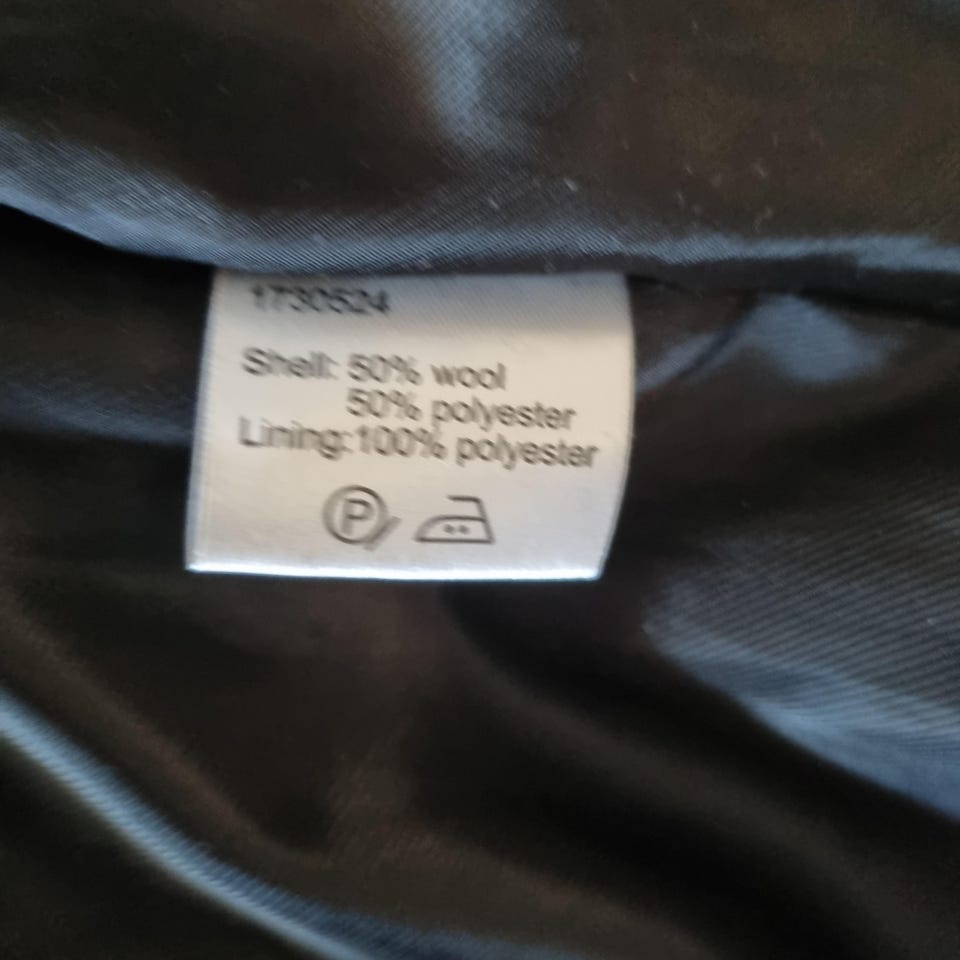 1730524
Shell: 50% wool
50% polyester
Lining:100% polyester
P